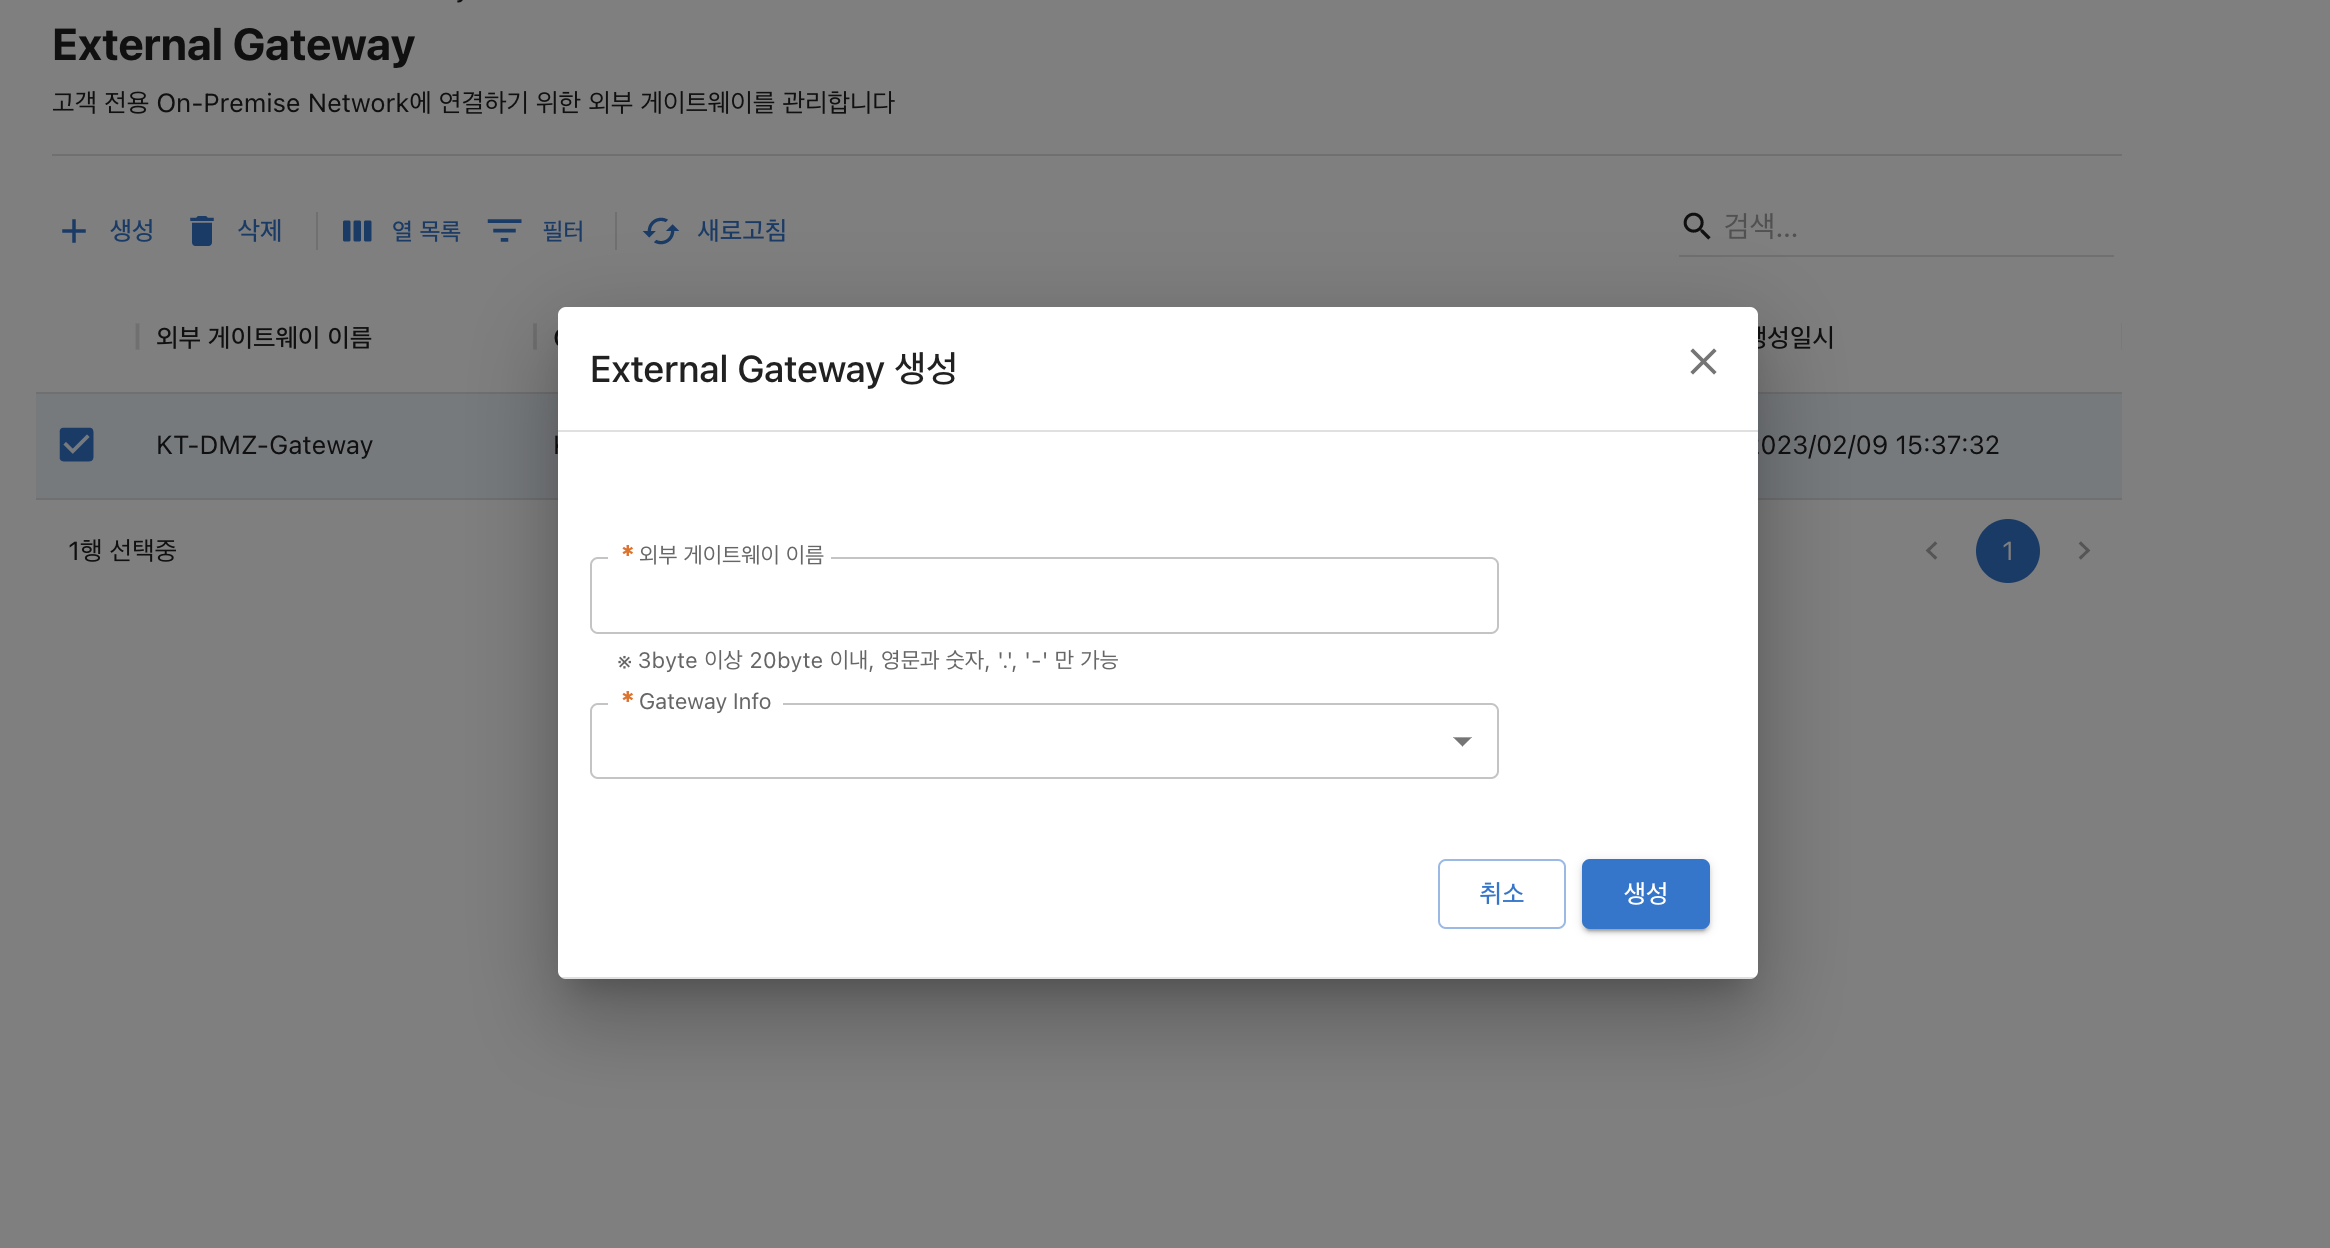 External Gateway
고객 전용 On-Premise Network에 연결하기 위한 외부 게이트웨이를 관리합니다
생성 삭제 열 목록 필터 새로고침 검색...
외부 게이트웨이 이름 생성일시
KT-DMZ-Gateway 023/02/09 15:37:32
1행 선택중 1
External Gateway 생성
* 외부 게이트웨이 이름
※ 3byte 이상 20byte 이내, 영문과 숫자, '.', '-' 만 가능
* Gateway Info
취소 생성